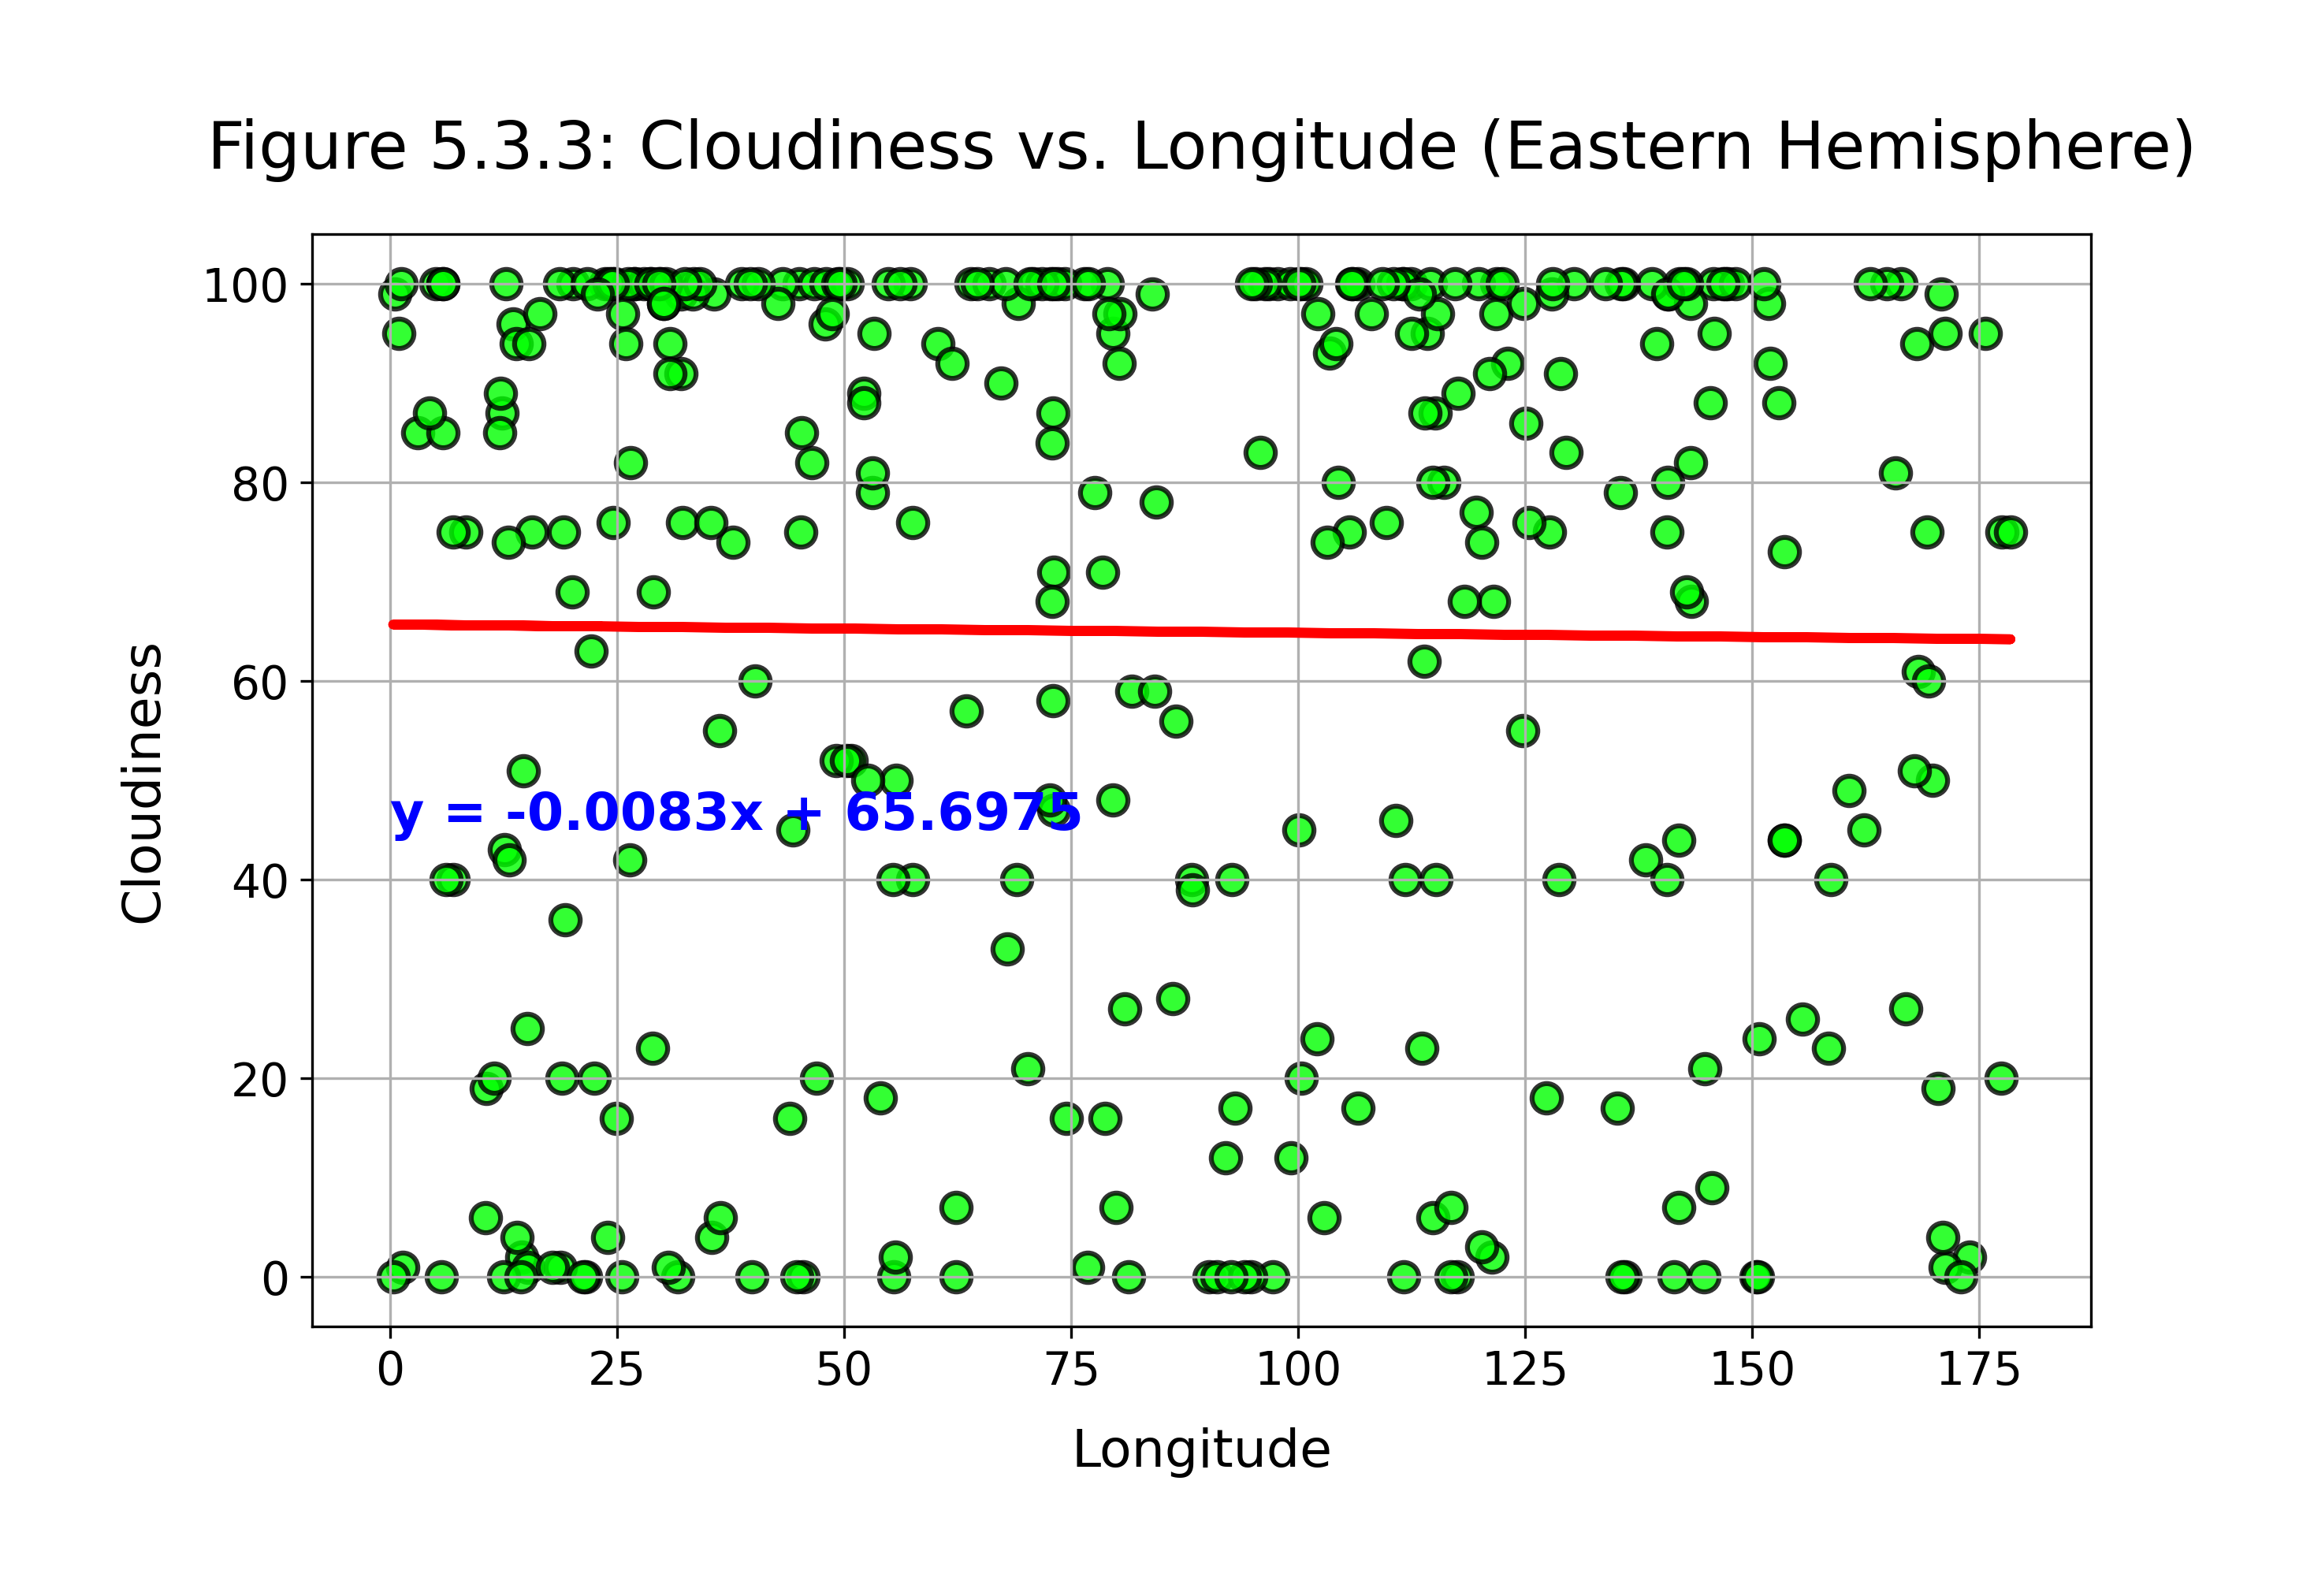 Figure 5.3.3: Cloudiness vs. Longitude (Eastern Hemisphere)
100
80
60
40
20
0
Cloudiness
y = -0.0083x + 65.6975
0 25 50 75 100 125 150 175
Longitude